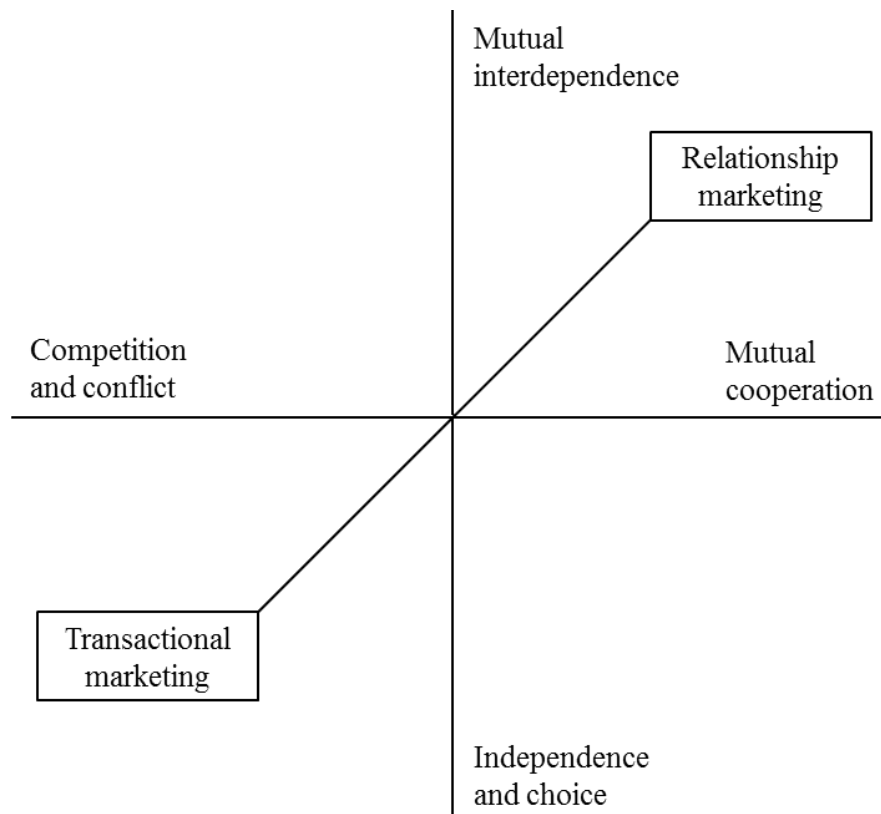 Mutual
interdependence
Relationship
marketing
Competition
and conflict
Mutual
cooperation
Transactional
marketing
Independence
and choice